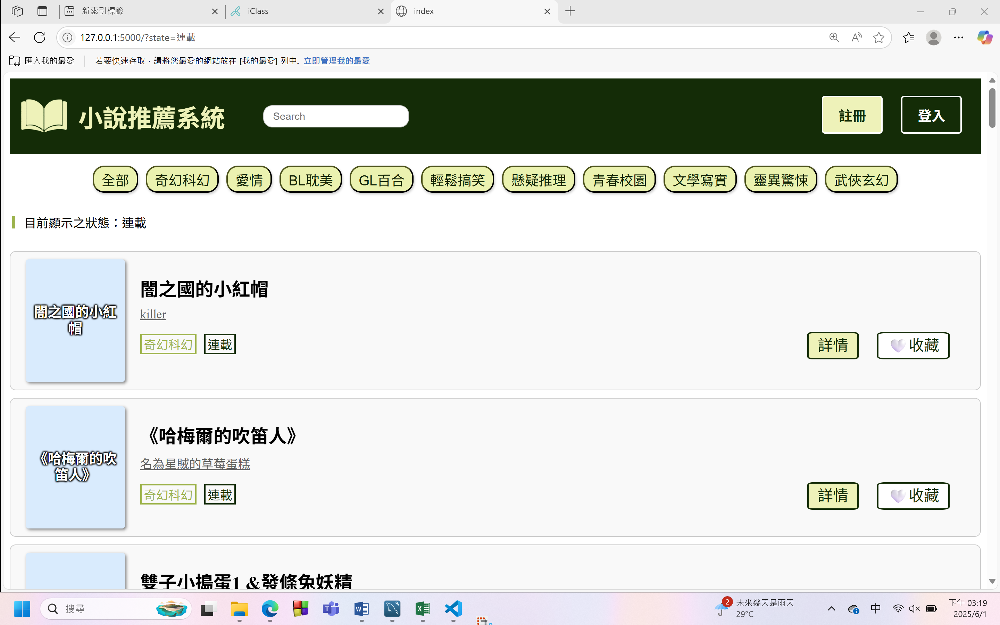 新索引標籤
iClass
index
127.0.0.1:5000/?state=連載
匯入我的最愛
若要快速存取，請將您最愛的網站放在 [我的最愛] 列中. 立即管理我的最愛
小說推薦系統
Search
註冊
登入
全部 奇幻科幻 愛情 BL耽美 GL百合 輕鬆搞笑 懸疑推理 青春校園 文學寫實 靈異驚悚 武俠玄幻
目前顯示之狀態：連載
闇之國的小紅
帽
闇之國的小紅帽
killer
奇幻科幻 連載
詳情 收藏
《哈梅爾的吹
笛人》
《哈梅爾的吹笛人》
名為星賊的草莓蛋糕
奇幻科幻 連載
詳情 收藏
雙子小搗蛋1 &發條兔妖精
搜尋
2
未來幾天是雨天
29°C
中
下午 03:19
2025/6/1